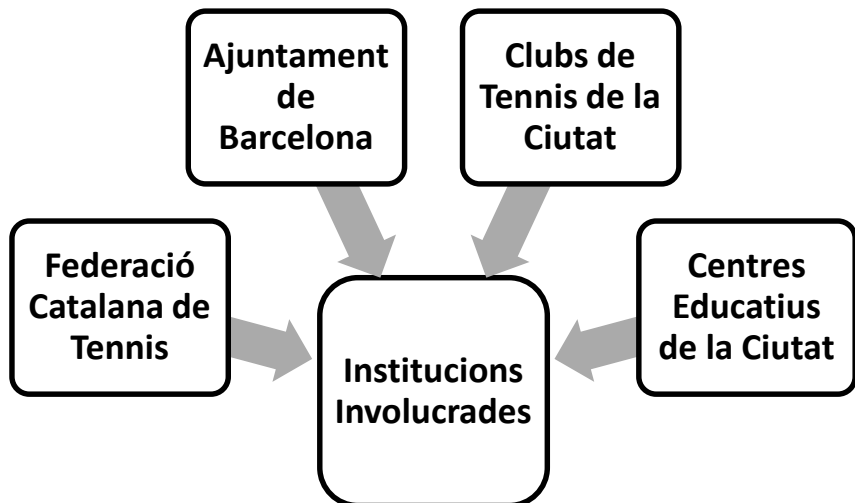 Ajuntament
de
Barcelona
Clubs de
Tennis de la
Ciutat
Federació
Catalana de
Tennis
Centres
Educatius
de la Ciutat
Institucions
Involucrades